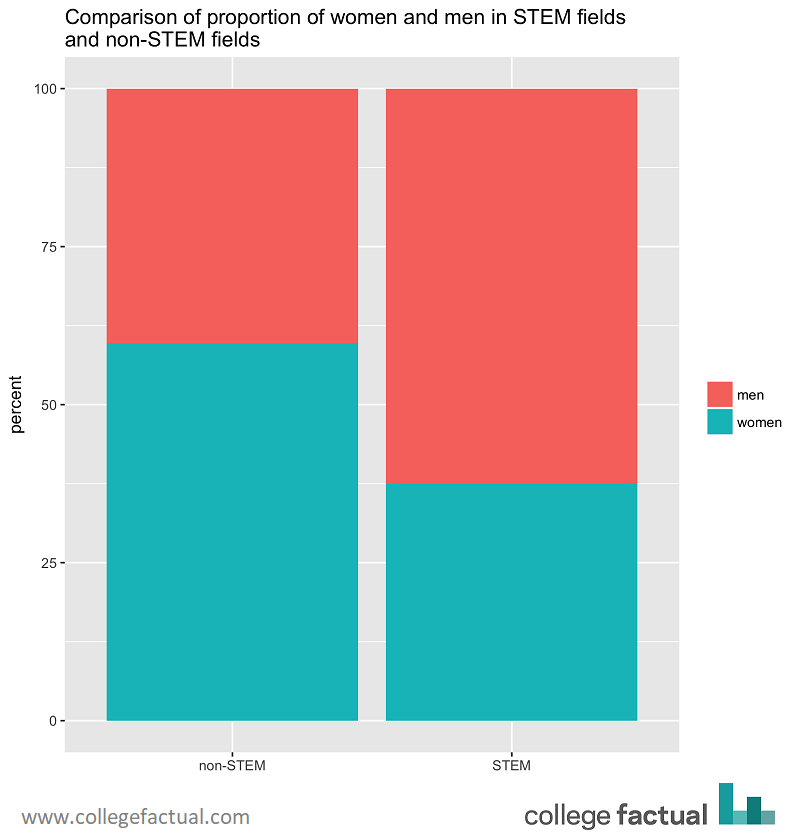 Comparison of proportion of women and men in STEM fields
and non-STEM fields
100
75
50
25
0
percent
non-STEM
STEM
men
women
www.collegefactual.com
college factual